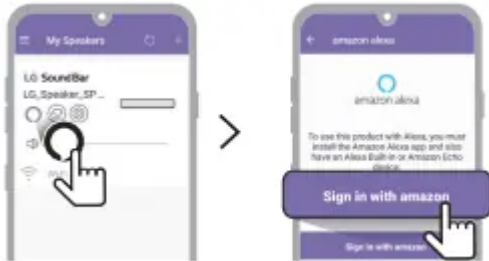 My Speakers
LG SoundBar
LG_Speaker_SP...
amazon alexa
amazon alexa
To use this product with Alexa, you must
install the Amazon Alexa app and also
have an Alexa Built-in or Amazon Echo
device.
Sign in with amazon
Sign in with amazon